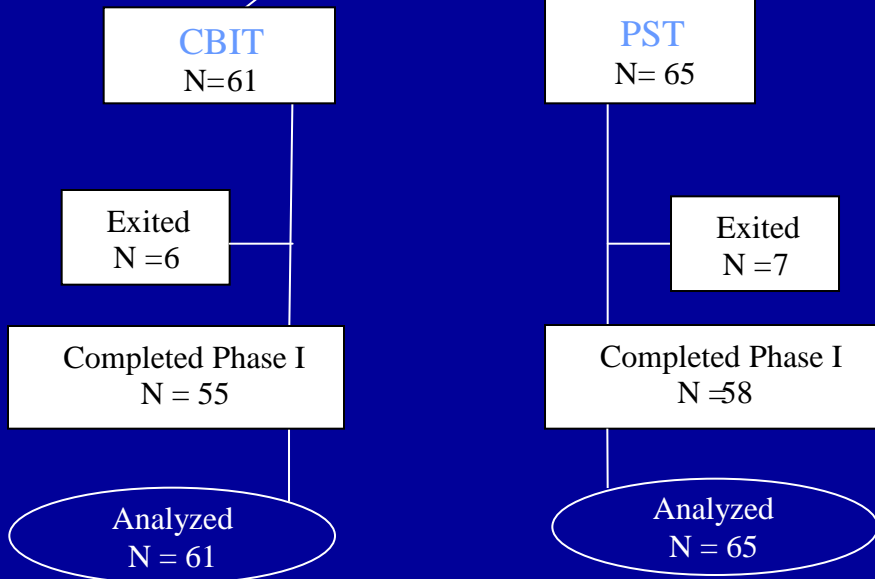 CBIT
N=61
PST
N= 65
Exited
N =6
Exited
N =7
Completed Phase I
N = 55
Completed Phase I
N =58
Analyzed
N = 61
Analyzed
N = 65